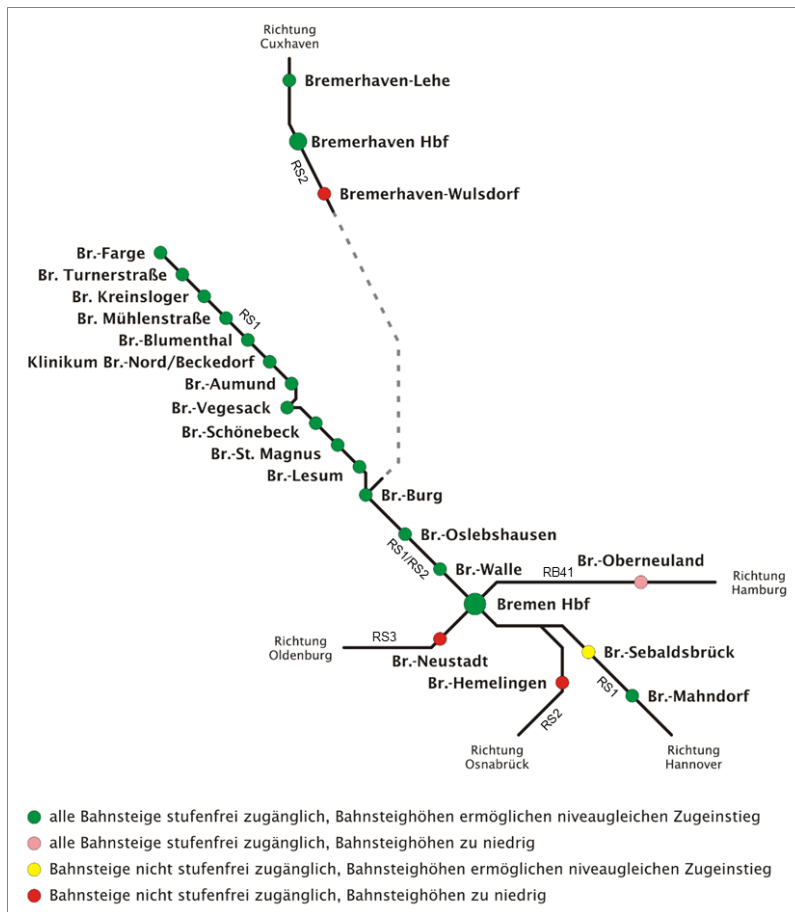 Richtung
Cuxhaven
Bremerhaven-Lehe
Bremerhaven Hbf
RS2
Bremerhaven-Wulsdorf
Br.-Farge
Br. Turnerstraße
Br. Kreinsloger
Br. Mühlenstraße
RS1
Br.-Blumenthal
Klinikum Br.-Nord/Beckedorf
Br.-Aumund
Br.-Vegesack
Br.-Schönebeck
Br.-St. Magnus
Br.-Lesum
Br.-Burg
Br.-Oslebshausen
RS1/RS2
Br.-Walle
Br.-Oberneuland
RB41
Richtung
Hamburg
Bremen Hbf
Richtung
Oldenburg
RS3
Br.-Neustadt
Br.-Sebaldsbrück
Br.-Hemelingen
RS1
Br.-Mahndorf
RS2
Richtung
Osnabrück
Richtung
Hannover
alle Bahnsteige stufenfrei zugänglich, Bahnsteighöhen ermöglichen niveaugleichen Zugeinstieg
alle Bahnsteige stufenfrei zugänglich, Bahnsteighöhen zu niedrig
Bahnsteige nicht stufenfrei zugänglich, Bahnsteighöhen ermöglichen niveaugleichen Zugeinstieg
Bahnsteige nicht stufenfrei zugänglich, Bahnsteighöhen zu niedrig